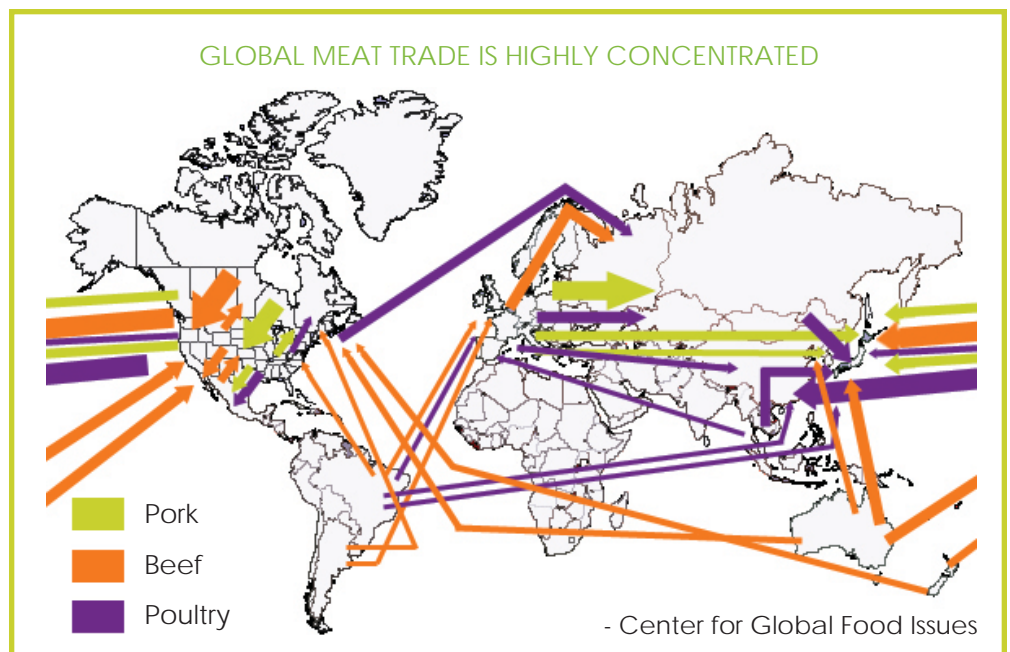 GLOBAL MEAT TRADE IS HIGHLY CONCENTRATED
Pork
Beef
Poultry
- Center for Global Food Issues